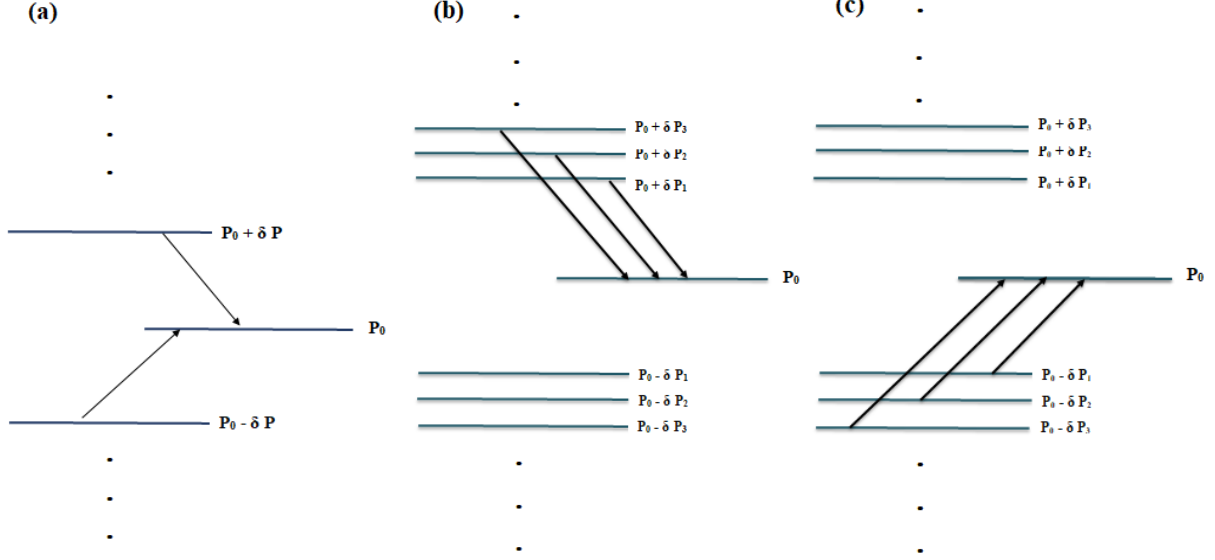 (a)
P₀ + δ P
P₀
P₀ - δ P
(b)
P₀ + δ P₃
P₀ + δ P₂
P₀ + δ P₁
P₀
P₀ - δ P₁
P₀ - δ P₂
P₀ - δ P₃
(c)
P₀ + δ P₃
P₀ + δ P₂
P₀ + δ P₁
P₀
P₀ - δ P₁
P₀ - δ P₂
P₀ - δ P₃